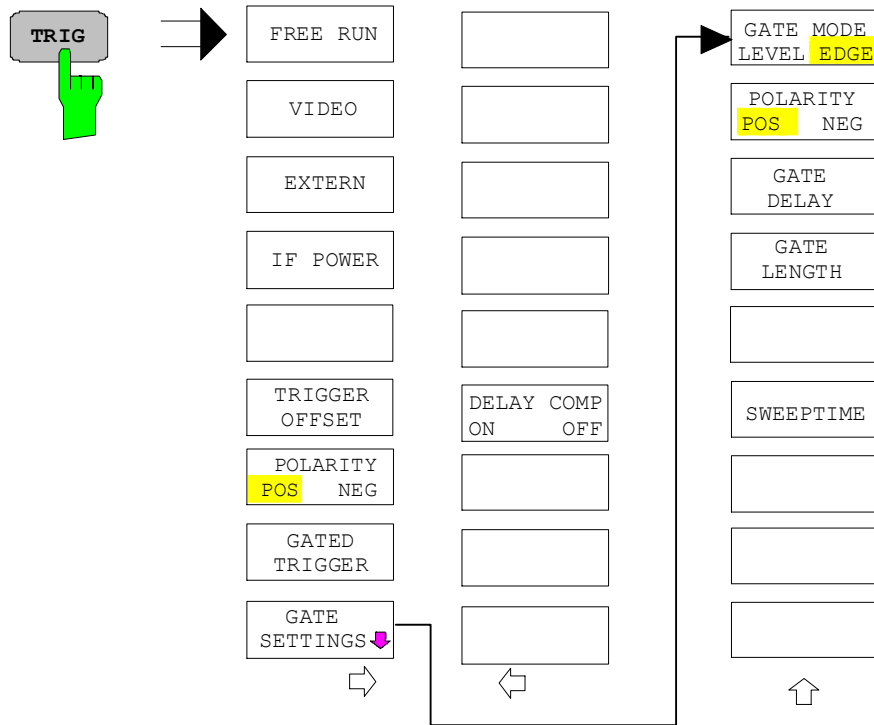 TRIG
FREE RUN
VIDEO
EXTERN
IF POWER
TRIGGER
OFFSET
POLARITY
POS NEG
GATED
TRIGGER
GATE
SETTINGS
DELAY COMP
ON OFF
GATE MODE
LEVEL EDGE
POLARITY
POS NEG
GATE
DELAY
GATE
LENGTH
SWEEPTIME